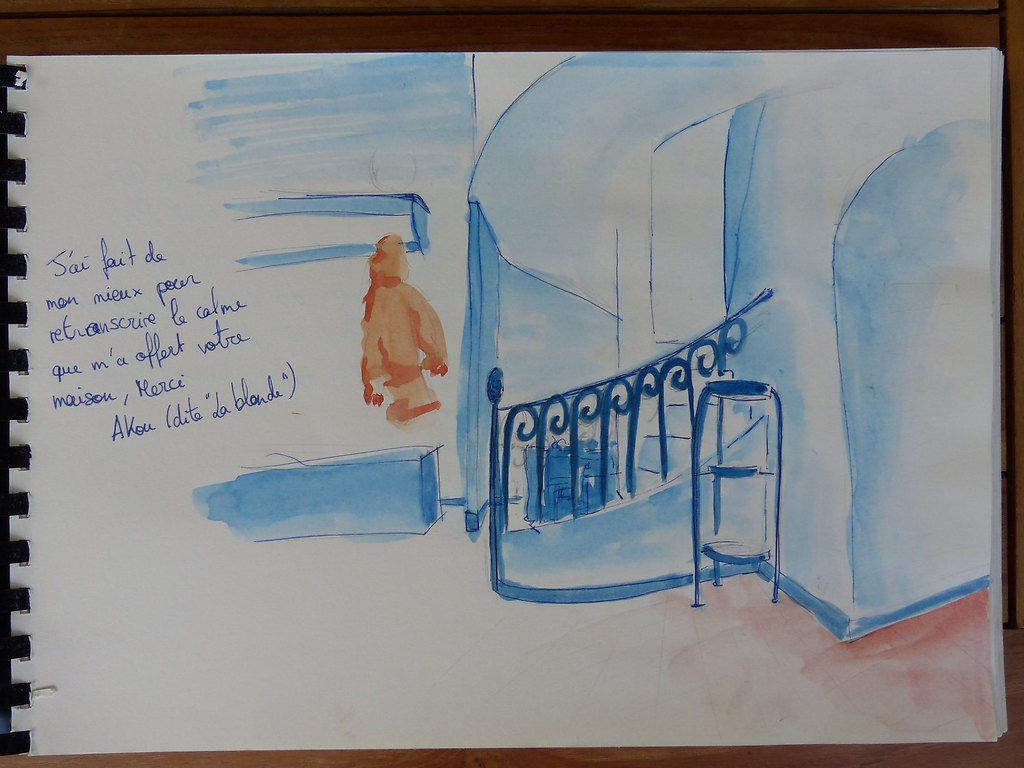 J'ai fait de
mon mieux pour
retranscrire le calme
que m'a offert votre
maison, Merci
Akou (dite "La blonde")